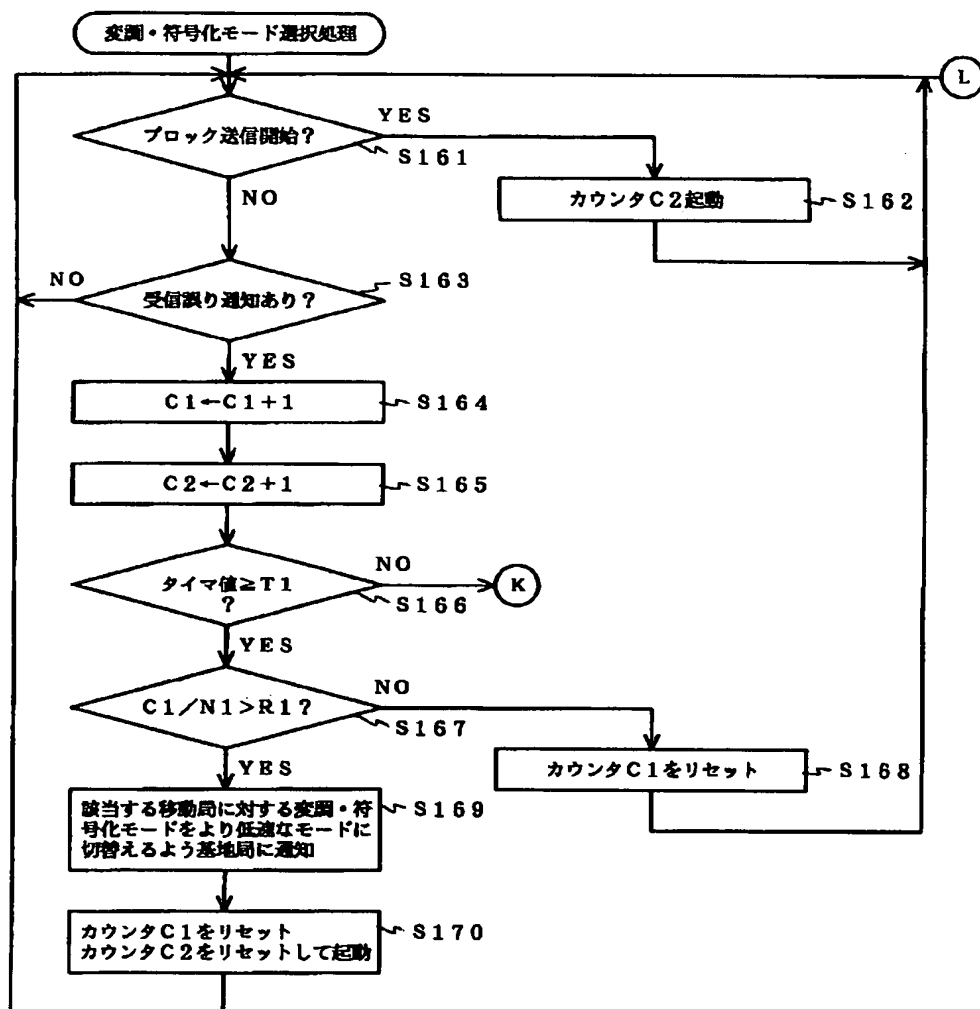 変調・符号化モード選択処理
L
ブロック送信開始?
YES
S161
NO
カウンタC2起動
S162
NO
受信誤り通知あり?
S163
YES
C1←C1+1
S164
C2←C2+1
S165
タイマ値≧T1
?
NO
K
S166
YES
C1/N1>R1?
NO
S167
YES
カウンタC1をリセット
S168
該当する移動局に対する変調・符
号化モードをより低速なモードに
切替えるよう基地局に通知
S169
カウンタC1をリセット
カウンタC2をリセットして起動
S170